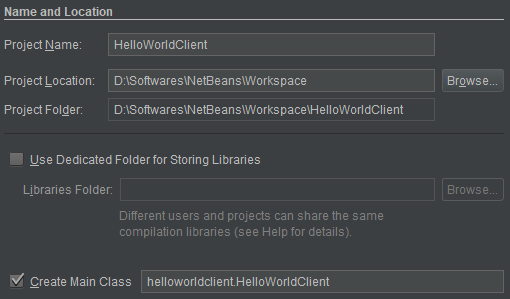 Name and Location
Project Name: HelloWorldClient
Project Location: D:\Softwares\NetBeans\Workspace Browse...
Project Folder: D:\Softwares\NetBeans\Workspace\HelloWorldClient
Use Dedicated Folder for Storing Libraries
Libraries Folder: Browse...
Different users and projects can share the same
compilation libraries (see Help for details).
Create Main Class helloworldclient.HelloWorldClient